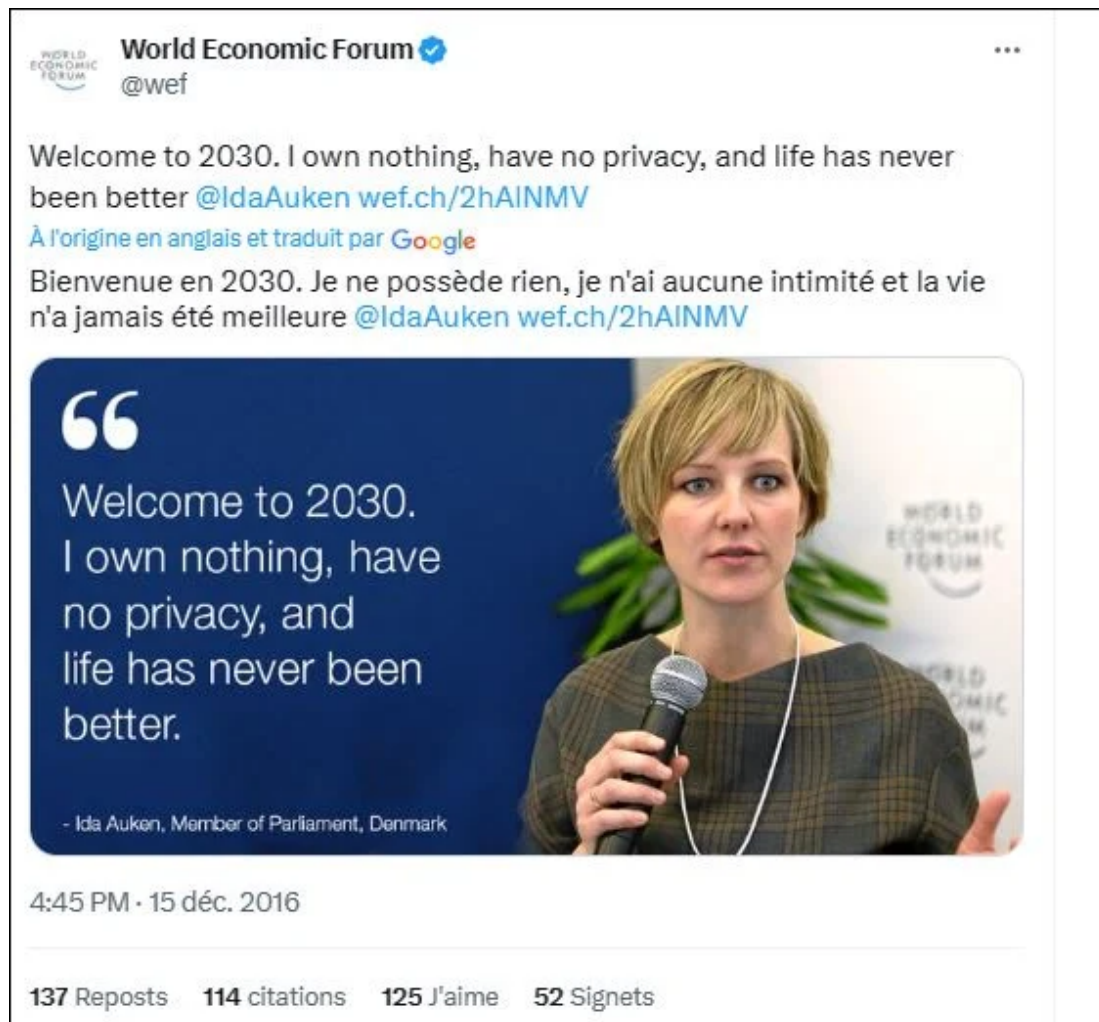 WORLD
ECONOMIC
FORUM
World Economic Forum
@wef
Welcome to 2030. I own nothing, have no privacy, and life has never
been better @IdaAuken wef.ch/2hAlNMV
À l'origine en anglais et traduit par Google
Bienvenue en 2030. Je ne possède rien, je n'ai aucune intimité et la vie
n'a jamais été meilleure @IdaAuken wef.ch/2hAlNMV
“
Welcome to 2030.
I own nothing, have
no privacy, and
life has never been
better.
- Ida Auken, Member of Parliament, Denmark
WORLD
ECONOMIC
FORUM
4:45 PM · 15 déc. 2016
137 Reposts 114 citations 125 J'aime 52 Signets